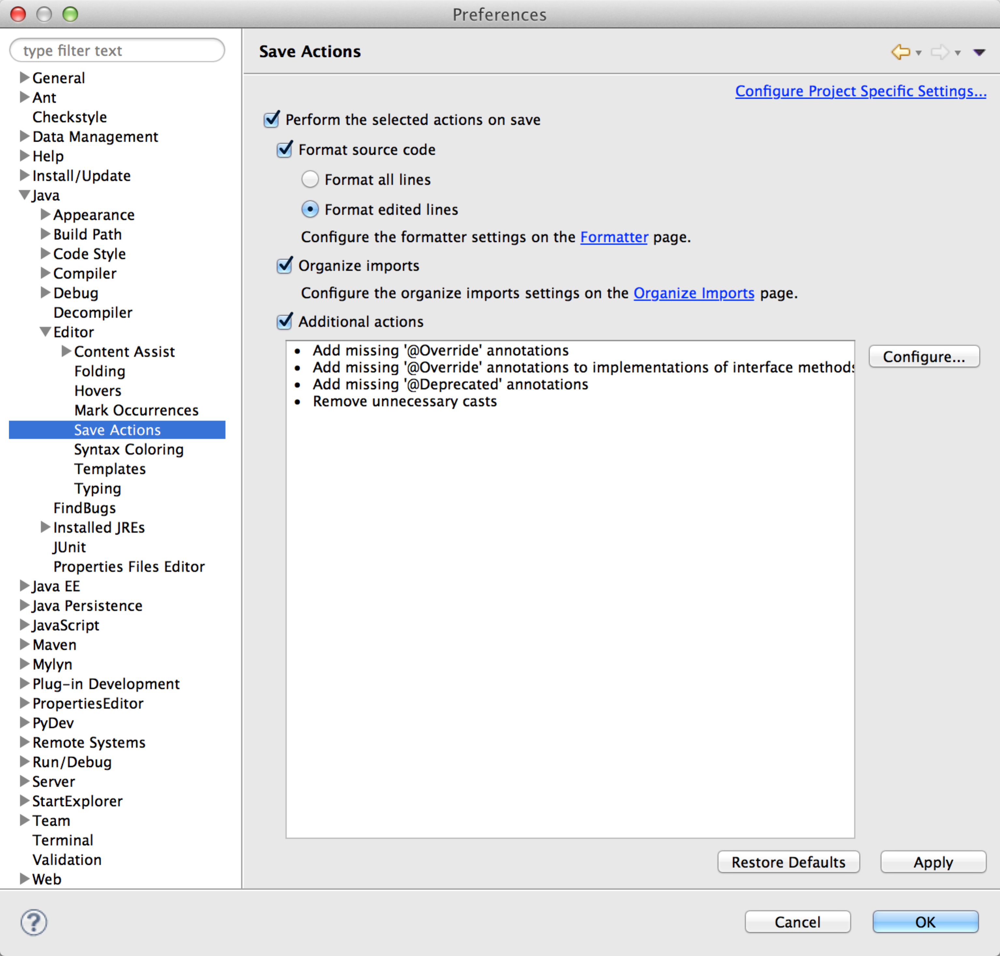 Preferences
type filter text
General
Ant
Checkstyle
Data Management
Help
Install/Update
Java
Appearance
Build Path
Code Style
Compiler
Debug
Decompiler
Editor
Content Assist
Folding
Hovers
Mark Occurrences
Save Actions
Syntax Coloring
Templates
Typing
FindBugs
Installed JREs
JUnit
Properties Files Editor
Java EE
Java Persistence
JavaScript
Maven
Mylyn
Plug-in Development
PropertiesEditor
PyDev
Remote Systems
Run/Debug
Server
StartExplorer
Team
Terminal
Validation
Web
Save Actions
Configure Project Specific Settings...
Perform the selected actions on save
Format source code
Format all lines
Format edited lines
Configure the formatter settings on the Formatter page.
Organize imports
Configure the organize imports settings on the Organize Imports page.
Additional actions
• Add missing '@Override' annotations
• Add missing '@Override' annotations to implementations of interface methods
• Add missing '@Deprecated' annotations
• Remove unnecessary casts
Configure...
Restore Defaults
Apply
?
Cancel
OK